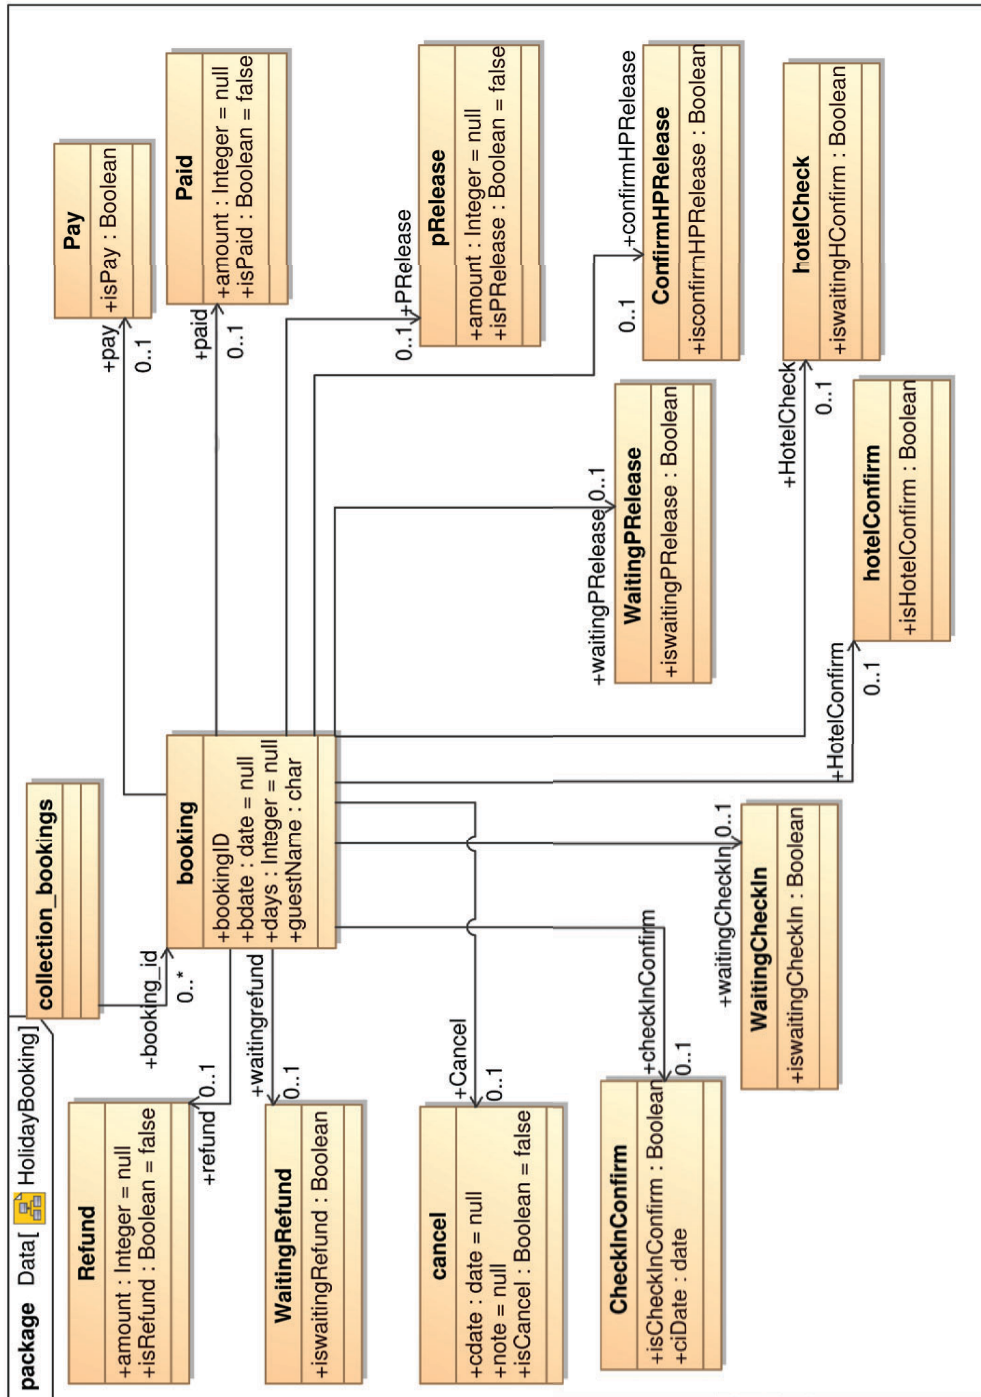 package Data[ HolidayBooking]
collection_bookings
+booking_id
0..*
booking
+bookingID
+bdate : date = null
+days : Integer = null
+guestName : char
Refund
+amount : Integer = null
+isRefund : Boolean = false
+refund
0..1
WaitingRefund
+iswaitingRefund : Boolean
+waitingrefund
0..1
cancel
+cdate : date = null
+note = null
+isCancel : Boolean = false
+Cancel
0..1
CheckInConfirm
+isCheckInConfirm : Boolean
+ciDate : date
+checkInConfirm
0..1
WaitingCheckIn
+iswaitingCheckIn : Boolean
+waitingCheckIn
0..1
hotelConfirm
+isHotelConfirm : Boolean
+HotelConfirm
0..1
hotelCheck
+iswaitingHConfirm : Boolean
+HotelCheck
0..1
WaitingPRelease
+iswaitingPRelease : Boolean
+waitingPRelease
0..1
ConfirmHPRelease
+isconfirmHPRelease : Boolean
+confirmHPRelease
0..1
pRelease
+amount : Integer = null
+isPRelease : Boolean = false
+PRelease
0..1
Paid
+amount : Integer = null
+isPaid : Boolean = false
+paid
0..1
Pay
+isPay : Boolean
+pay
0..1